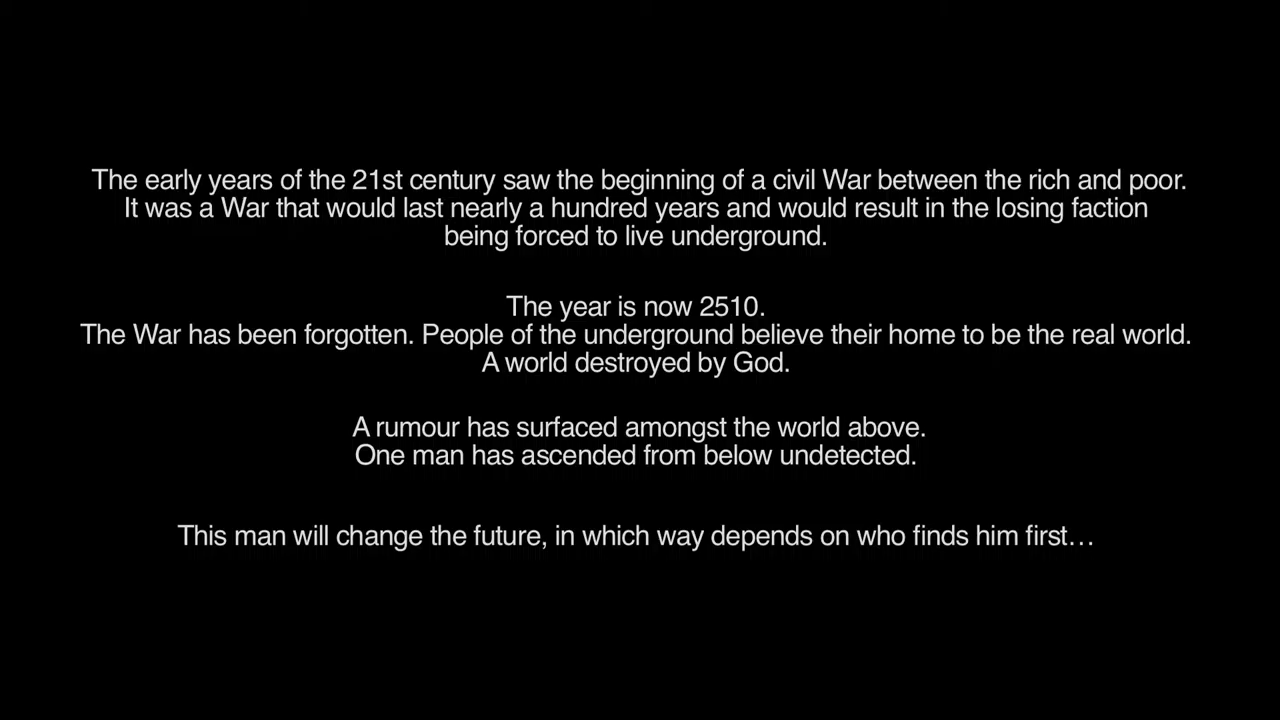 The early years of the 21st century saw the beginning of a civil War between the rich and poor.
It was a War that would last nearly a hundred years and would result in the losing faction
being forced to live underground.
The year is now 2510.
The War has been forgotten. People of the underground believe their home to be the real world.
A world destroyed by God.
A rumour has surfaced amongst the world above.
One man has ascended from below undetected.
This man will change the future, in which way depends on who finds him first…